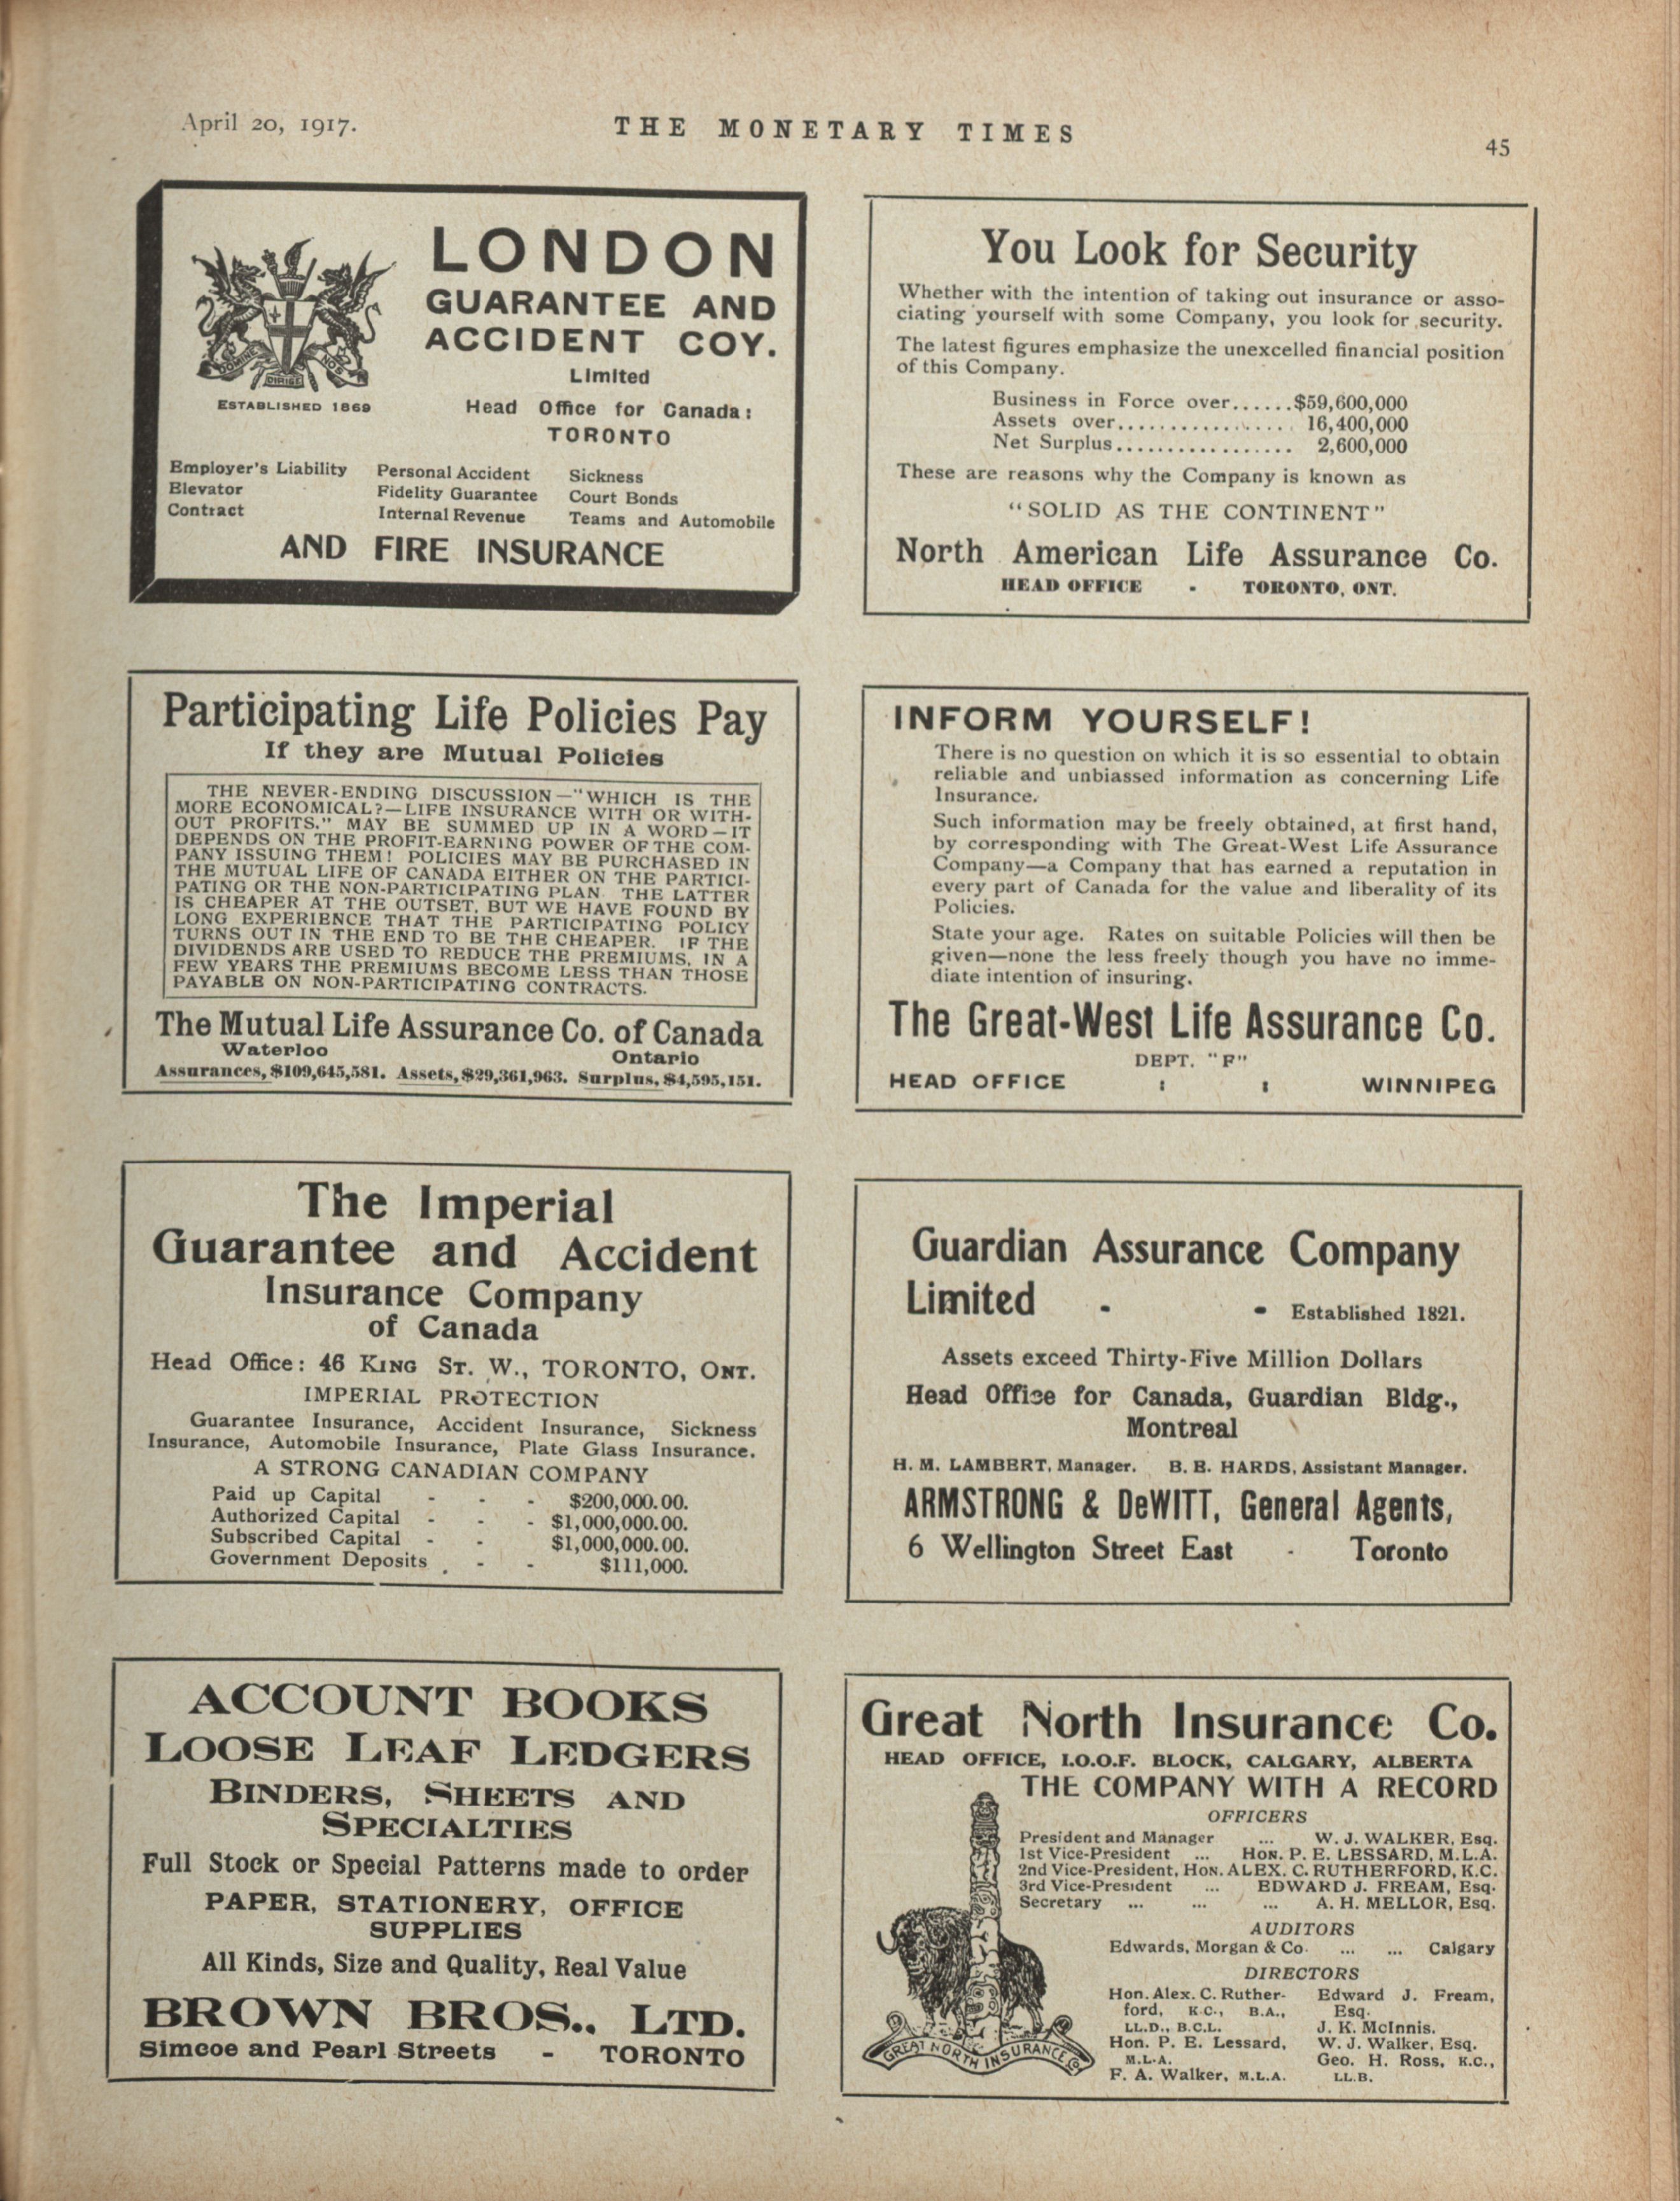 April 20, 1917.
THE MONETARY TIMES
45
LONDON
GUARANTEE AND
ACCIDENT COY.
Limited
DOMINE DIRIGE NOS
ESTABLISHED 1869
Head Office for Canada:
TORONTO
Employer's Liability
Elevator
Contract
Personal Accident
Fidelity Guarantee
Internal Revenue
Sickness
Court Bonds
Teams and Automobile
AND FIRE INSURANCE
You Look for Security
Whether with the intention of taking out insurance or asso-
ciating yourself with some Company, you look for security.
The latest figures emphasize the unexcelled financial position
of this Company.
Business in Force over......$59,600,000
Assets over................. 16,400,000
Net Surplus................. 2,600,000
These are reasons why the Company is known as
"SOLID AS THE CONTINENT"
North American Life Assurance Co.
HEAD OFFICE - TORONTO, ONT.
Participating Life Policies Pay
If they are Mutual Policies
THE NEVER-ENDING DISCUSSION—"WHICH IS THE
MORE ECONOMICAL?—LIFE INSURANCE WITH OR WITH-
OUT PROFITS." MAY BE SUMMED UP IN A WORD—IT
DEPENDS ON THE PROFIT-EARNING POWER OF THE COM-
PANY ISSUING THEM! POLICIES MAY BE PURCHASED IN
THE MUTUAL LIFE OF CANADA EITHER ON THE PARTICI-
PATING OR THE NON-PARTICIPATING PLAN. THE LATTER
IS CHEAPER AT THE OUTSET, BUT WE HAVE FOUND BY
LONG EXPERIENCE THAT THE PARTICIPATING POLICY
TURNS OUT IN THE END TO BE THE CHEAPER. IF THE
DIVIDENDS ARE USED TO REDUCE THE PREMIUMS, IN A
FEW YEARS THE PREMIUMS BECOME LESS THAN THOSE
PAYABLE ON NON-PARTICIPATING CONTRACTS.
The Mutual Life Assurance Co. of Canada
Waterloo Ontario
Assurances, $109,645,581. Assets, $29,361,963. Surplus, $4,595,151.
INFORM YOURSELF!
There is no question on which it is so essential to obtain
reliable and unbiassed information as concerning Life
Insurance.
Such information may be freely obtained, at first hand,
by corresponding with The Great-West Life Assurance
Company—a Company that has earned a reputation in
every part of Canada for the value and liberality of its
Policies.
State your age. Rates on suitable Policies will then be
given—none the less freely though you have no imme-
diate intention of insuring.
The Great-West Life Assurance Co.
DEPT. "F"
HEAD OFFICE : : WINNIPEG
The Imperial
Guarantee and Accident
Insurance Company
of Canada
Head Office: 46 KING ST. W., TORONTO, ONT.
IMPERIAL PROTECTION
Guarantee Insurance, Accident Insurance, Sickness
Insurance, Automobile Insurance, Plate Glass Insurance.
A STRONG CANADIAN COMPANY
Paid up Capital - - - $200,000.00.
Authorized Capital - - - $1,000,000.00.
Subscribed Capital - - $1,000,000.00.
Government Deposits - - $111,000.
Guardian Assurance Company
Limited - - Established 1821.
Assets exceed Thirty-Five Million Dollars
Head Office for Canada, Guardian Bldg.,
Montreal
H. M. LAMBERT, Manager. B. E. HARDS, Assistant Manager.
ARMSTRONG & DeWITT, General Agents,
6 Wellington Street East - Toronto
ACCOUNT BOOKS
LOOSE LEAF LEDGERS
BINDERS, SHEETS AND
SPECIALTIES
Full Stock or Special Patterns made to order
PAPER, STATIONERY, OFFICE
SUPPLIES
All Kinds, Size and Quality, Real Value
BROWN BROS., LTD.
Simcoe and Pearl Streets - TORONTO
Great North Insurance Co.
HEAD OFFICE, I.O.O.F. BLOCK, CALGARY, ALBERTA
THE COMPANY WITH A RECORD
OFFICERS
President and Manager ... W. J. WALKER, Esq.
1st Vice-President ... HON. P. E. LESSARD, M.L.A.
2nd Vice-President, HON. ALEX. C. RUTHERFORD, K.C.
3rd Vice-President ... EDWARD J. FREAM, Esq.
Secretary ... ... ... A. H. MELLOR, Esq.
AUDITORS
Edwards, Morgan & Co. ... ... Calgary
DIRECTORS
Hon. Alex. C. Ruther-
ford, K.C., B.A.,
LL.D., B.C.L.
Hon. P. E. Lessard,
M.L.A.
F. A. Walker, M.L.A.
Edward J. Fream,
Esq.
J. K. McInnis.
W. J. Walker, Esq.
Geo. H. Ross, K.C.,
LL.B.
GREAT NORTH INSURANCE Co